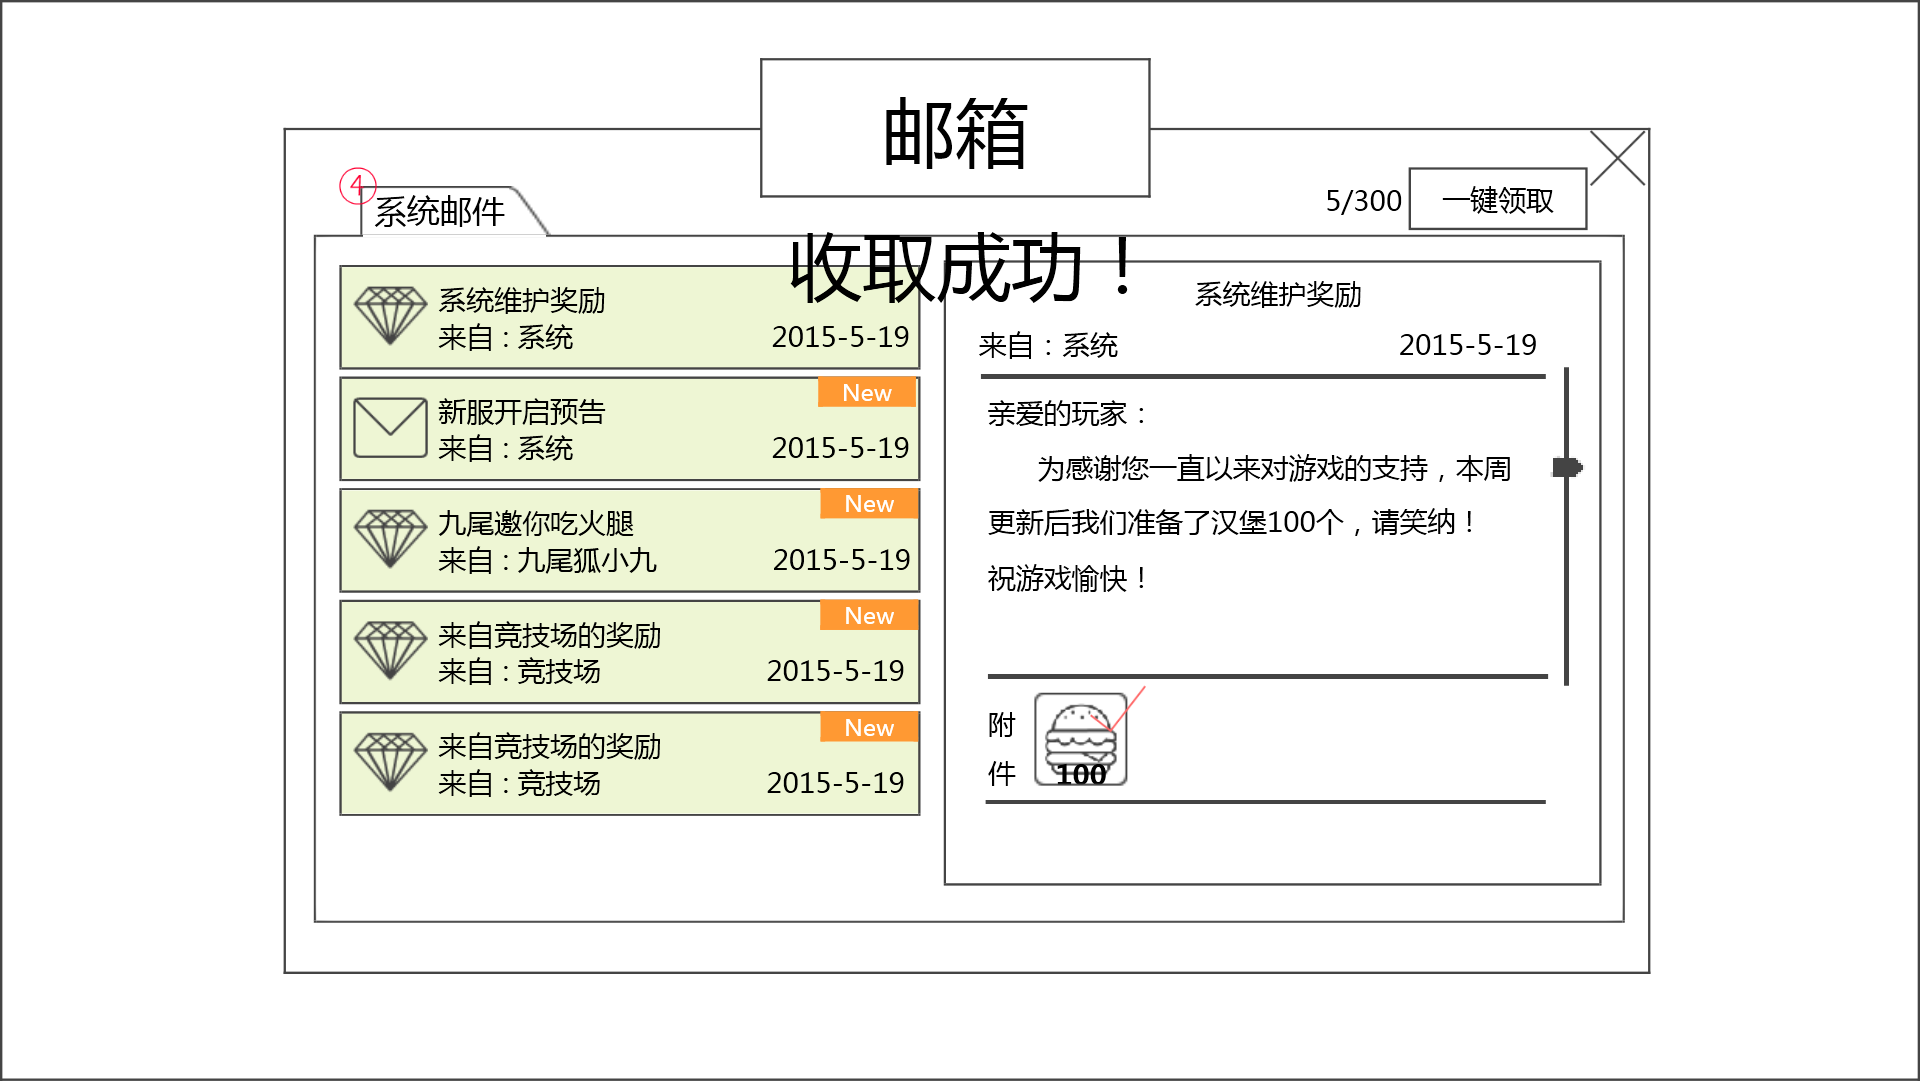 邮箱
④
系统邮件
5/300
一键领取
收取成功！
系统维护奖励
来自：系统
2015-5-19
New
新服开启预告
来自：系统
2015-5-19
New
九尾邀你吃火腿
来自：九尾狐小九
2015-5-19
New
来自竞技场的奖励
来自：竞技场
2015-5-19
New
来自竞技场的奖励
来自：竞技场
2015-5-19
系统维护奖励
来自：系统
2015-5-19
亲爱的玩家：
为感谢您一直以来对游戏的支持，本周
更新后我们准备了汉堡100个，请笑纳！
祝游戏愉快！
附
件
100